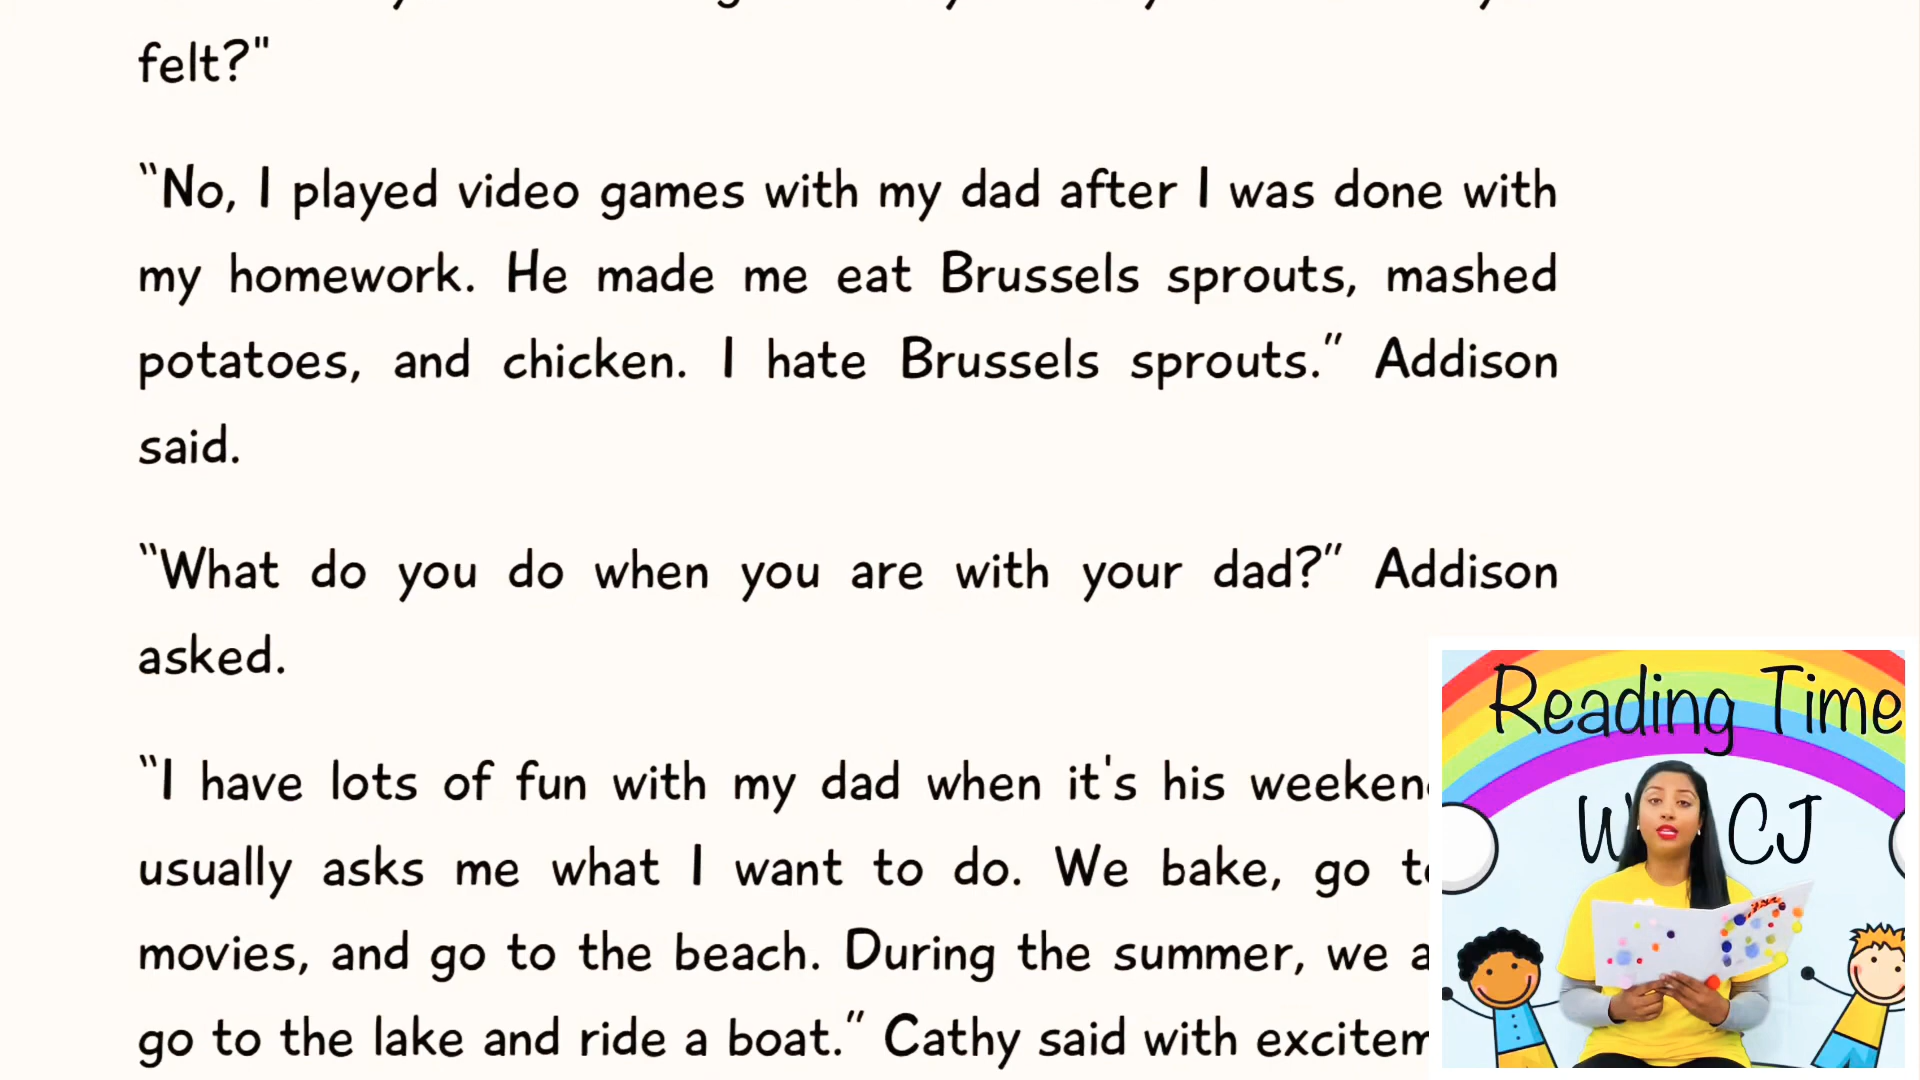 felt?"
“No, I played video games with my dad after I was done with
my homework. He made me eat Brussels sprouts, mashed
potatoes, and chicken. I hate Brussels sprouts.” Addison
said.
“What do you do when you are with your dad?” Addison
asked.
“I have lots of fun with my dad when it's his
usually asks me what I want to do. We bake, go
movies, and go to the beach. During the summer, we
go to the lake and ride a boat.” Cathy said with
Reading Time
CJ